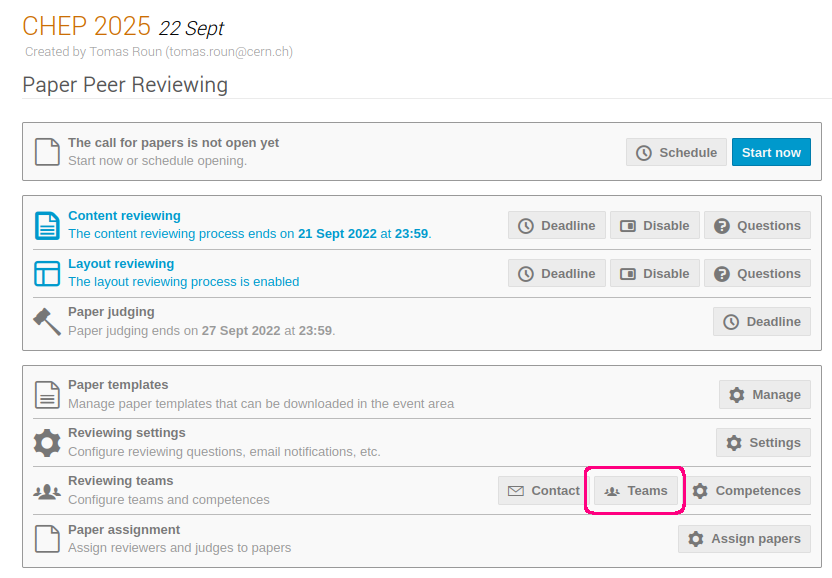 CHEP 2025 22 Sept
Created by Tomas Roun (tomas.roun@cern.ch)
Paper Peer Reviewing
The call for papers is not open yet
Start now or schedule opening.
Schedule
Start now
Content reviewing
The content reviewing process ends on 21 Sept 2022 at 23:59.
Deadline
Disable
Questions
Layout reviewing
The layout reviewing process is enabled
Deadline
Disable
Questions
Paper judging
Paper judging ends on 27 Sept 2022 at 23:59.
Deadline
Paper templates
Manage paper templates that can be downloaded in the event area
Manage
Reviewing settings
Configure reviewing questions, email notifications, etc.
Settings
Reviewing teams
Configure teams and competences
Contact
Teams
Competences
Paper assignment
Assign reviewers and judges to papers
Assign papers